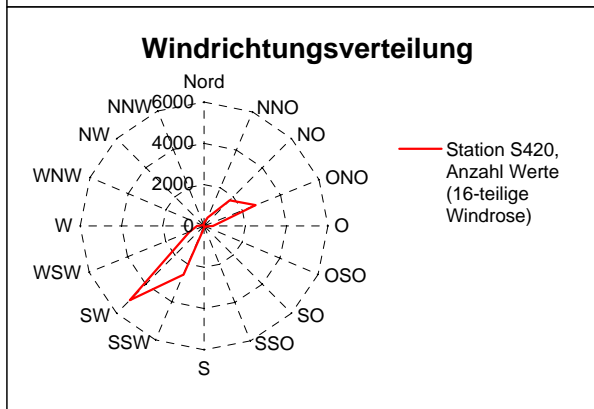 Windrichtungsverteilung
Nord
NNO
NO
ONO
O
OSO
SO
SSO
S
SSW
SW
WSW
W
WNW
NW
NNW
6000
4000
2000
0
Station S420,
Anzahl Werte
(16-teilige
Windrose)